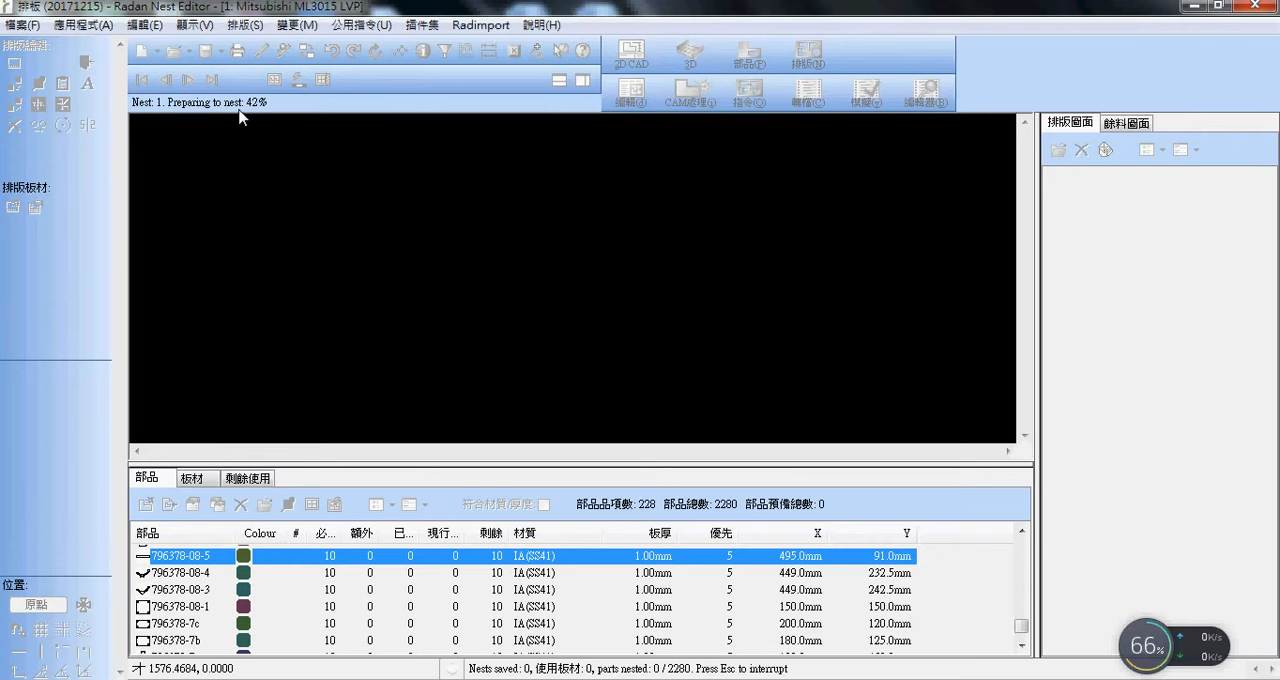 排板 (20171215) - Radan Nest Editor - [1: Mitsubishi ML3015 LVP]
檔案(F) 應用程式(A) 編輯(E) 顯示(V) 排版(S) 變更(M) 公用指令(U) 插件集 Radimport 說明(H)
排版編輯:
2D CAD 3D 部品(P) 排版(N)
編輯(d) CAM處理(i) 指令(C) 模擬(y) 編輯器(B)
Nest: 1. Preparing to nest: 42%
排版圖面 餘料圖面
排版板材:
部品 板材 剩餘使用
符合材質/厚度: 部品品項數: 228 部品總數: 2280 部品預備總數: 0
部品 Colour # 必... 額外 已... 現行... 剩餘 材質 板厚 優先 X Y
796378-08-5 10 0 0 0 10 IA(SS41) 1.00mm 5 495.0mm 91.0mm
796378-08-4 10 0 0 0 10 IA(SS41) 1.00mm 5 449.0mm 232.5mm
796378-08-3 10 0 0 0 10 IA(SS41) 1.00mm 5 449.0mm 242.5mm
796378-08-1 10 0 0 0 10 IA(SS41) 1.00mm 5 150.0mm 150.0mm
796378-7c 10 0 0 0 10 IA(SS41) 1.00mm 5 200.0mm 120.0mm
796378-7b 10 0 0 0 10 IA(SS41) 1.00mm 5 180.0mm 125.0mm
位置:
原點
66% 0K/s
0K/s
1576.4684, 0.0000 Nests saved: 0, 使用板材: 0, parts nested: 0 / 2280. Press Esc to interrupt